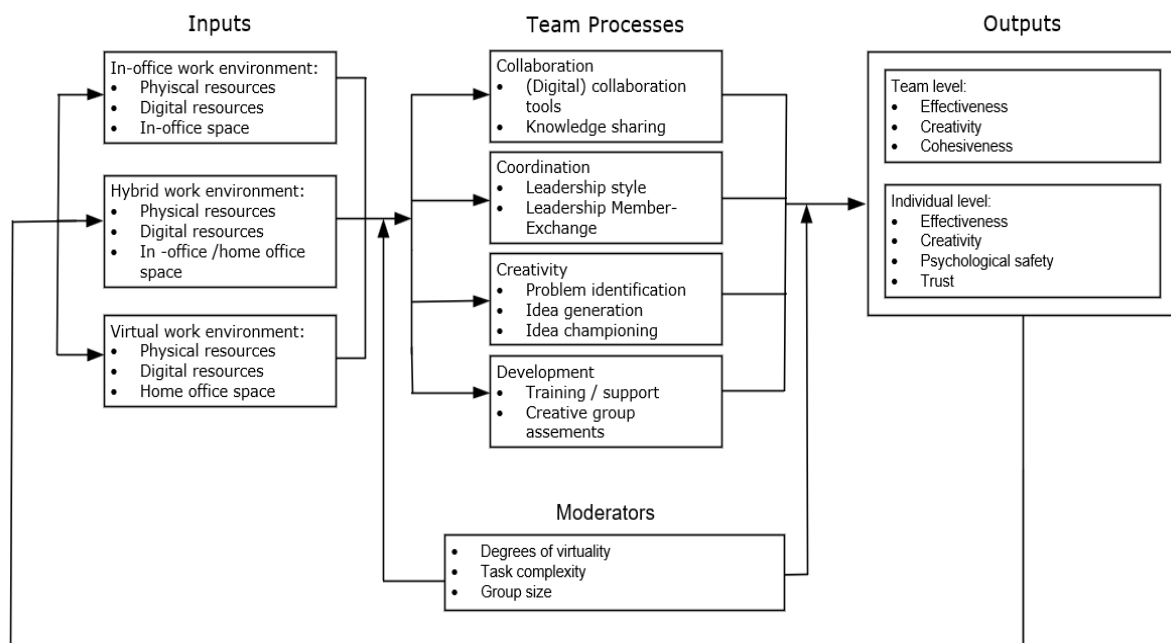 Inputs
In-office work environment:
• Phyiscal resources
• Digital resources
• In-office space
Hybrid work environment:
• Physical resources
• Digital resources
• In -office /home office
space
Virtual work environment:
• Physical resources
• Digital resources
• Home office space
Team Processes
Collaboration
• (Digital) collaboration
tools
• Knowledge sharing
Coordination
• Leadership style
• Leadership Member-
Exchange
Creativity
• Problem identification
• Idea generation
• Idea championing
Development
• Training / support
• Creative group
assements
Moderators
• Degrees of virtuality
• Task complexity
• Group size
Outputs
Team level:
• Effectiveness
• Creativity
• Cohesiveness
Individual level:
• Effectiveness
• Creativity
• Psychological safety
• Trust